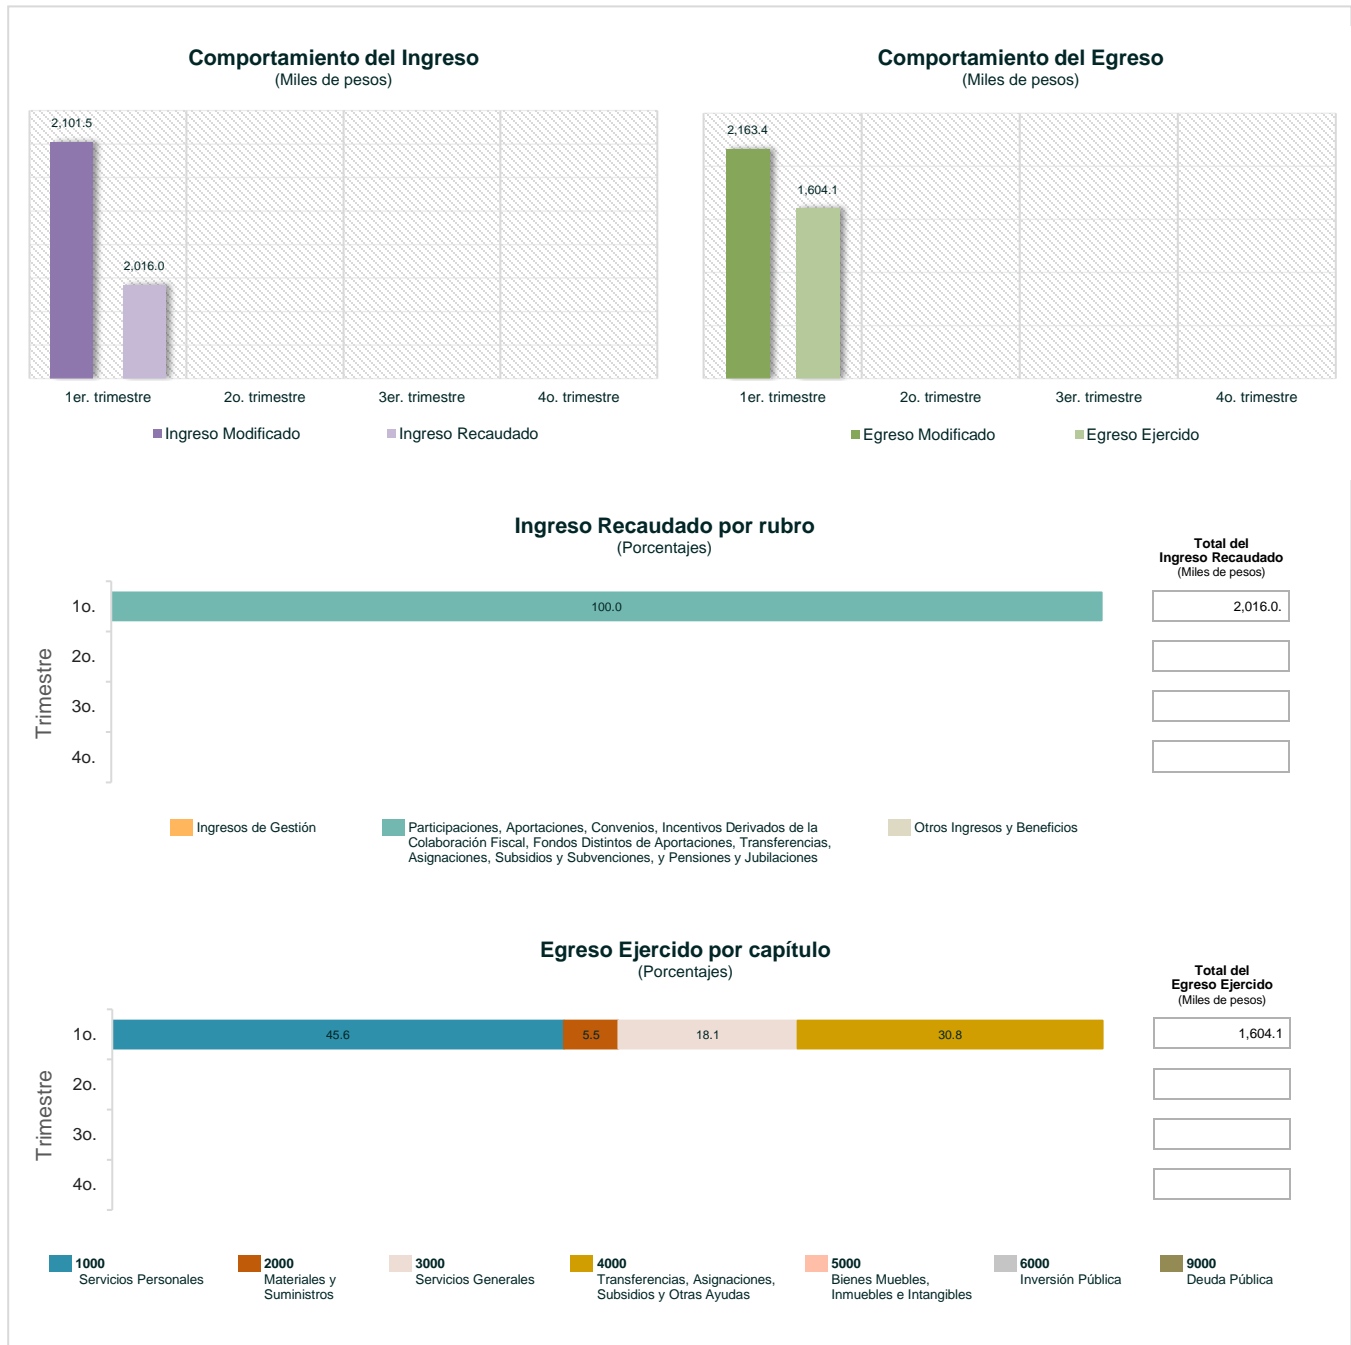 Comportamiento del Ingreso
(Miles de pesos)
2,101.5
2,016.0
1er. trimestre 2o. trimestre 3er. trimestre 4o. trimestre
Ingreso Modificado Ingreso Recaudado
Comportamiento del Egreso
(Miles de pesos)
2,163.4
1,604.1
1er. trimestre 2o. trimestre 3er. trimestre 4o. trimestre
Egreso Modificado Egreso Ejercido
Ingreso Recaudado por rubro
(Porcentajes)
Total del
Ingreso Recaudado
(Miles de pesos)
Trimestre
1o. 100.0 2,016.0.
2o.
3o.
4o.
Ingresos de Gestión
Participaciones, Aportaciones, Convenios, Incentivos Derivados de la
Colaboración Fiscal, Fondos Distintos de Aportaciones, Transferencias,
Asignaciones, Subsidios y Subvenciones, y Pensiones y Jubilaciones
Otros Ingresos y Beneficios
Egreso Ejercido por capítulo
(Porcentajes)
Total del
Egreso Ejercido
(Miles de pesos)
Trimestre
1o. 45.6 5.5 18.1 30.8 1,604.1
2o.
3o.
4o.
1000
Servicios Personales
2000
Materiales y
Suministros
3000
Servicios Generales
4000
Transferencias, Asignaciones,
Subsidios y Otras Ayudas
5000
Bienes Muebles,
Inmuebles e Intangibles
6000
Inversión Pública
9000
Deuda Pública